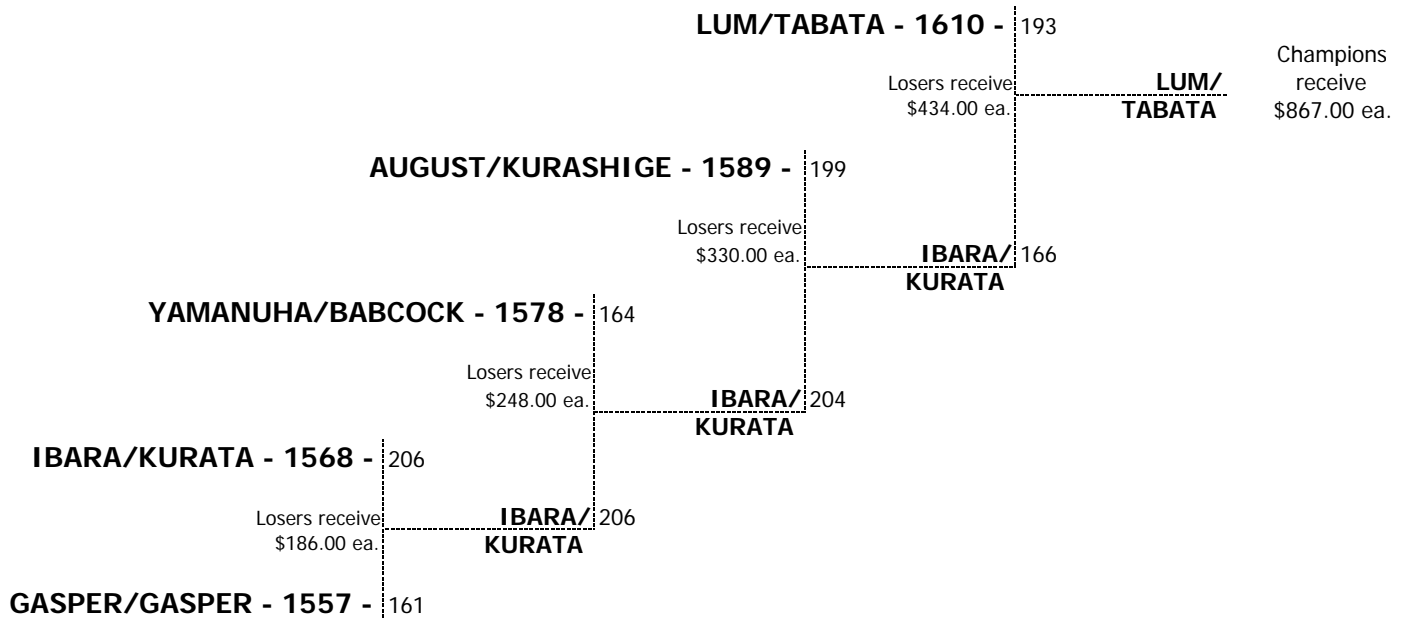 LUM/TABATA - 1610 - 193
Champions
Losers receive LUM/ receive
$434.00 ea. TABATA $867.00 ea.
AUGUST/KURASHIGE - 1589 - 199
Losers receive
$330.00 ea. IBARA/ 166
KURATA
YAMANUHA/BABCOCK - 1578 - 164
Losers receive
$248.00 ea. IBARA/ 204
KURATA
IBARA/KURATA - 1568 - 206
Losers receive IBARA/ 206
$186.00 ea. KURATA
GASPER/GASPER - 1557 - 161